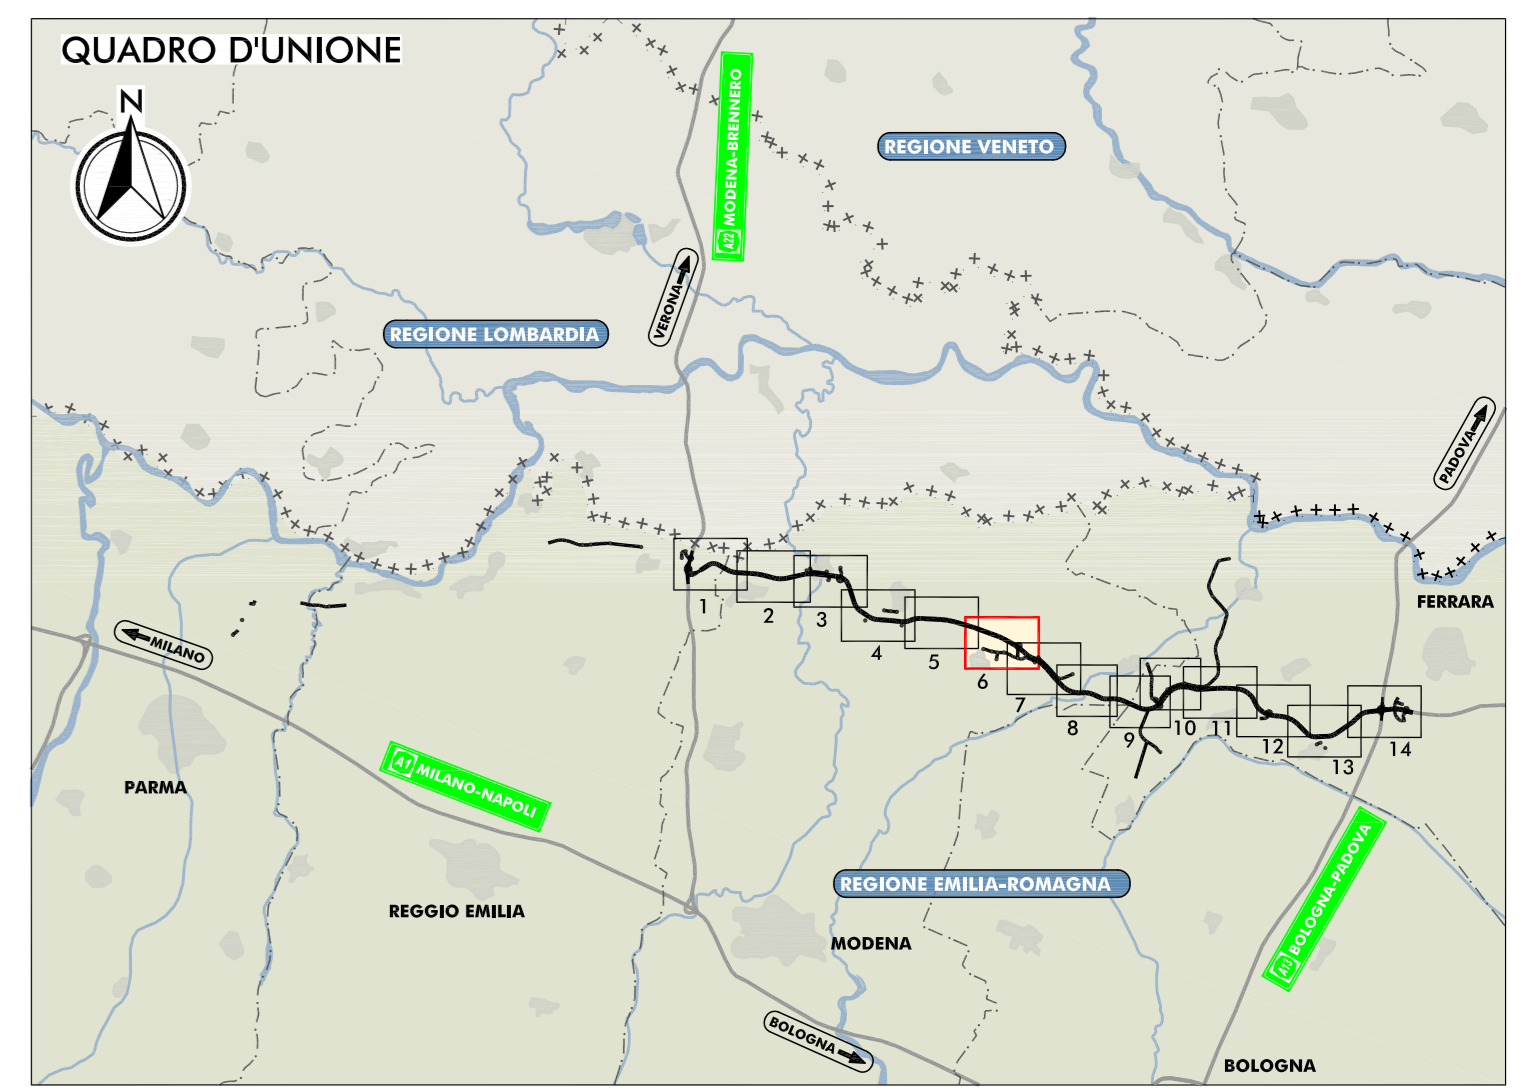 QUADRO D'UNIONE
N
A22 MODENA-BRENNERO
REGIONE VENETO
VERONA
REGIONE LOMBARDIA
PADOVA
FERRARA
MILANO
1
2
3
4
5
6
7
8
9
10
11
12
13
14
PARMA
A1 MILANO-NAPOLI
REGIONE EMILIA-ROMAGNA
A13 BOLOGNA-PADOVA
REGGIO EMILIA
MODENA
BOLOGNA
BOLOGNA